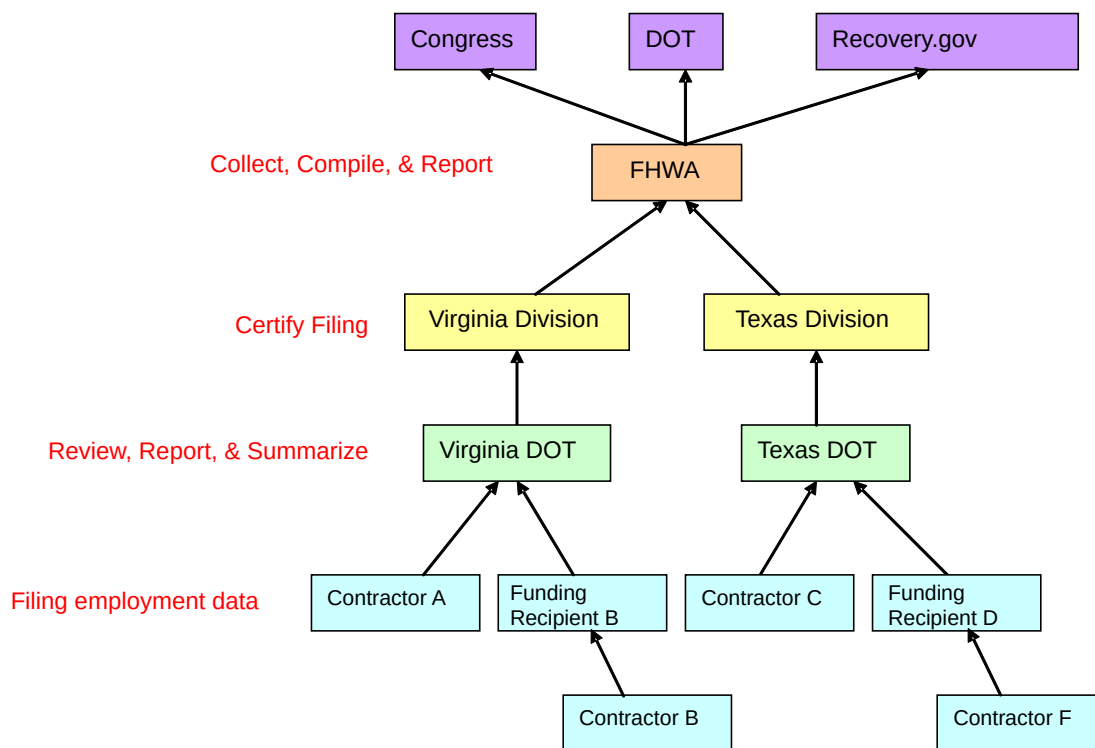 Congress
DOT
Recovery.gov
Collect, Compile, & Report
FHWA
Certify Filing
Virginia Division
Texas Division
Review, Report, & Summarize
Virginia DOT
Texas DOT
Filing employment data
Contractor A
Funding
Recipient B
Contractor C
Funding
Recipient D
Contractor B
Contractor F